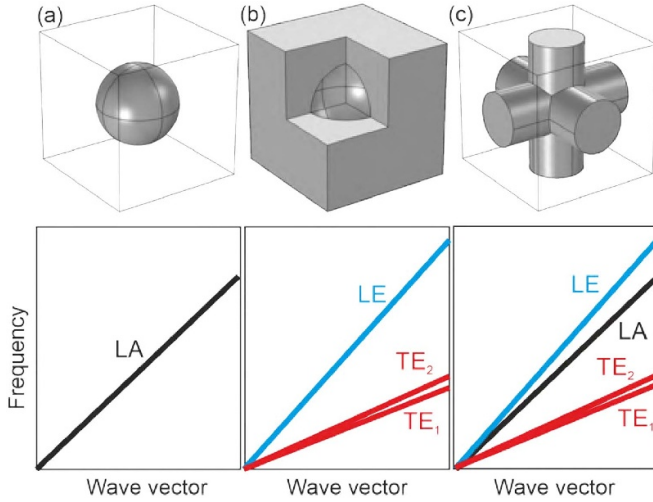 (a)
(b)
(c)
Frequency
LA
Wave vector
LE
TE₂
TE₁
Wave vector
LE
LA
TE₂
TE₁
Wave vector